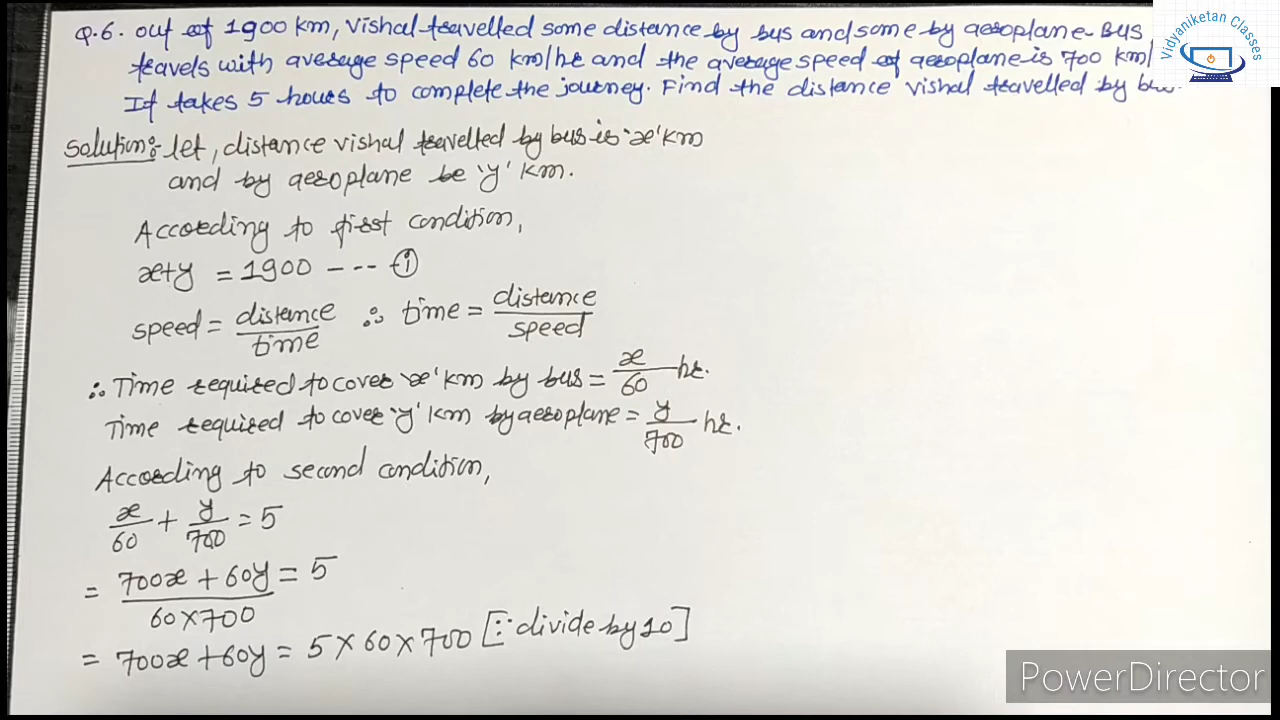 Q.6. Out of 1900 km, Vishal travelled some distance by bus and some by aeroplane. Bus
travels with average speed 60 km/hr and the average speed of aeroplane is 700 km/
It takes 5 hours to complete the journey. Find the distance vishal travelled by bus.
Vidyaniketan Classes
Solution:- let, distance vishal travelled by bus is 'x' km
and by aeroplane be 'y' km.
According to first condition,
x+y = 1900 ---- ①
speed = distance/time ∴ time = distance/speed
∴ Time required to cover 'x' km by bus = x/60 hr.
Time required to cover 'y' km by aeroplane = y/700 hr.
According to second condition,
x/60 + y/700 = 5
= 700x + 60y/60×700 = 5
= 700x + 60y = 5 × 60 × 700 [∵ divide by 10]
PowerDirector